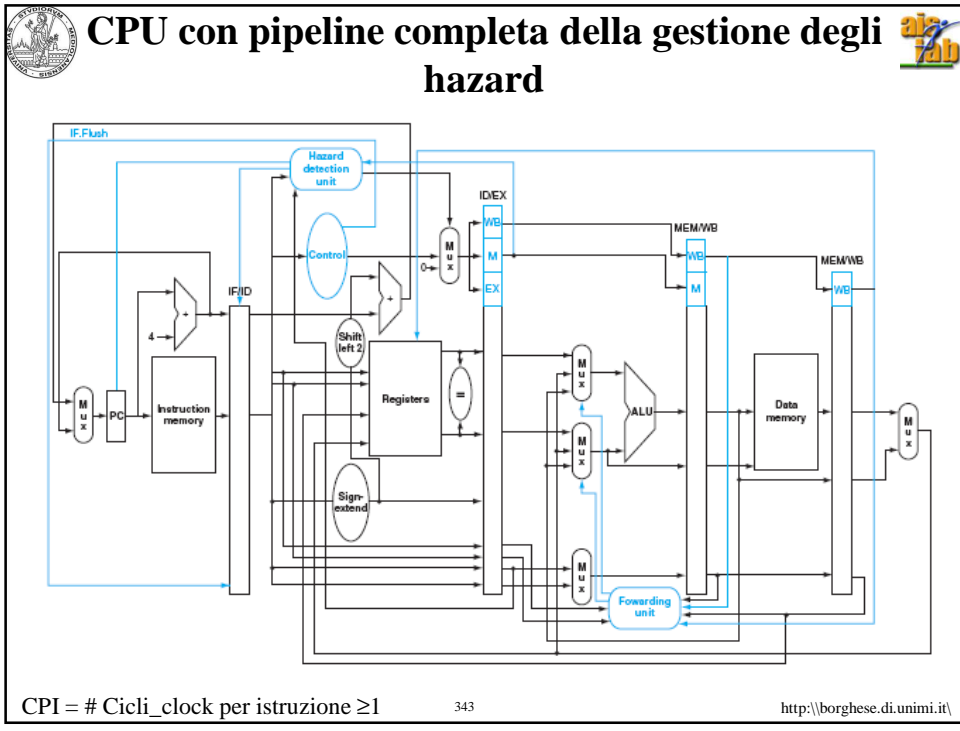 CPU con pipeline completa della gestione degli
hazard
IF.Flush
Hazard
detection
unit
ID/EX
WB
MEM/WB
Control
M
u
x
0
M
WB
MEM/WB
EX
M
WB
IF/ID
+
+
4
Shift
left 2
M
u
x
PC
Instruction
memory
Registers
=
M
u
x
ALU
Data
memory
M
u
x
M
u
x
Sign-
extend
M
u
x
Fowarding
unit
CPI = # Cicli_clock per istruzione ≥1
343
http:\\borghese.di.unimi.it\